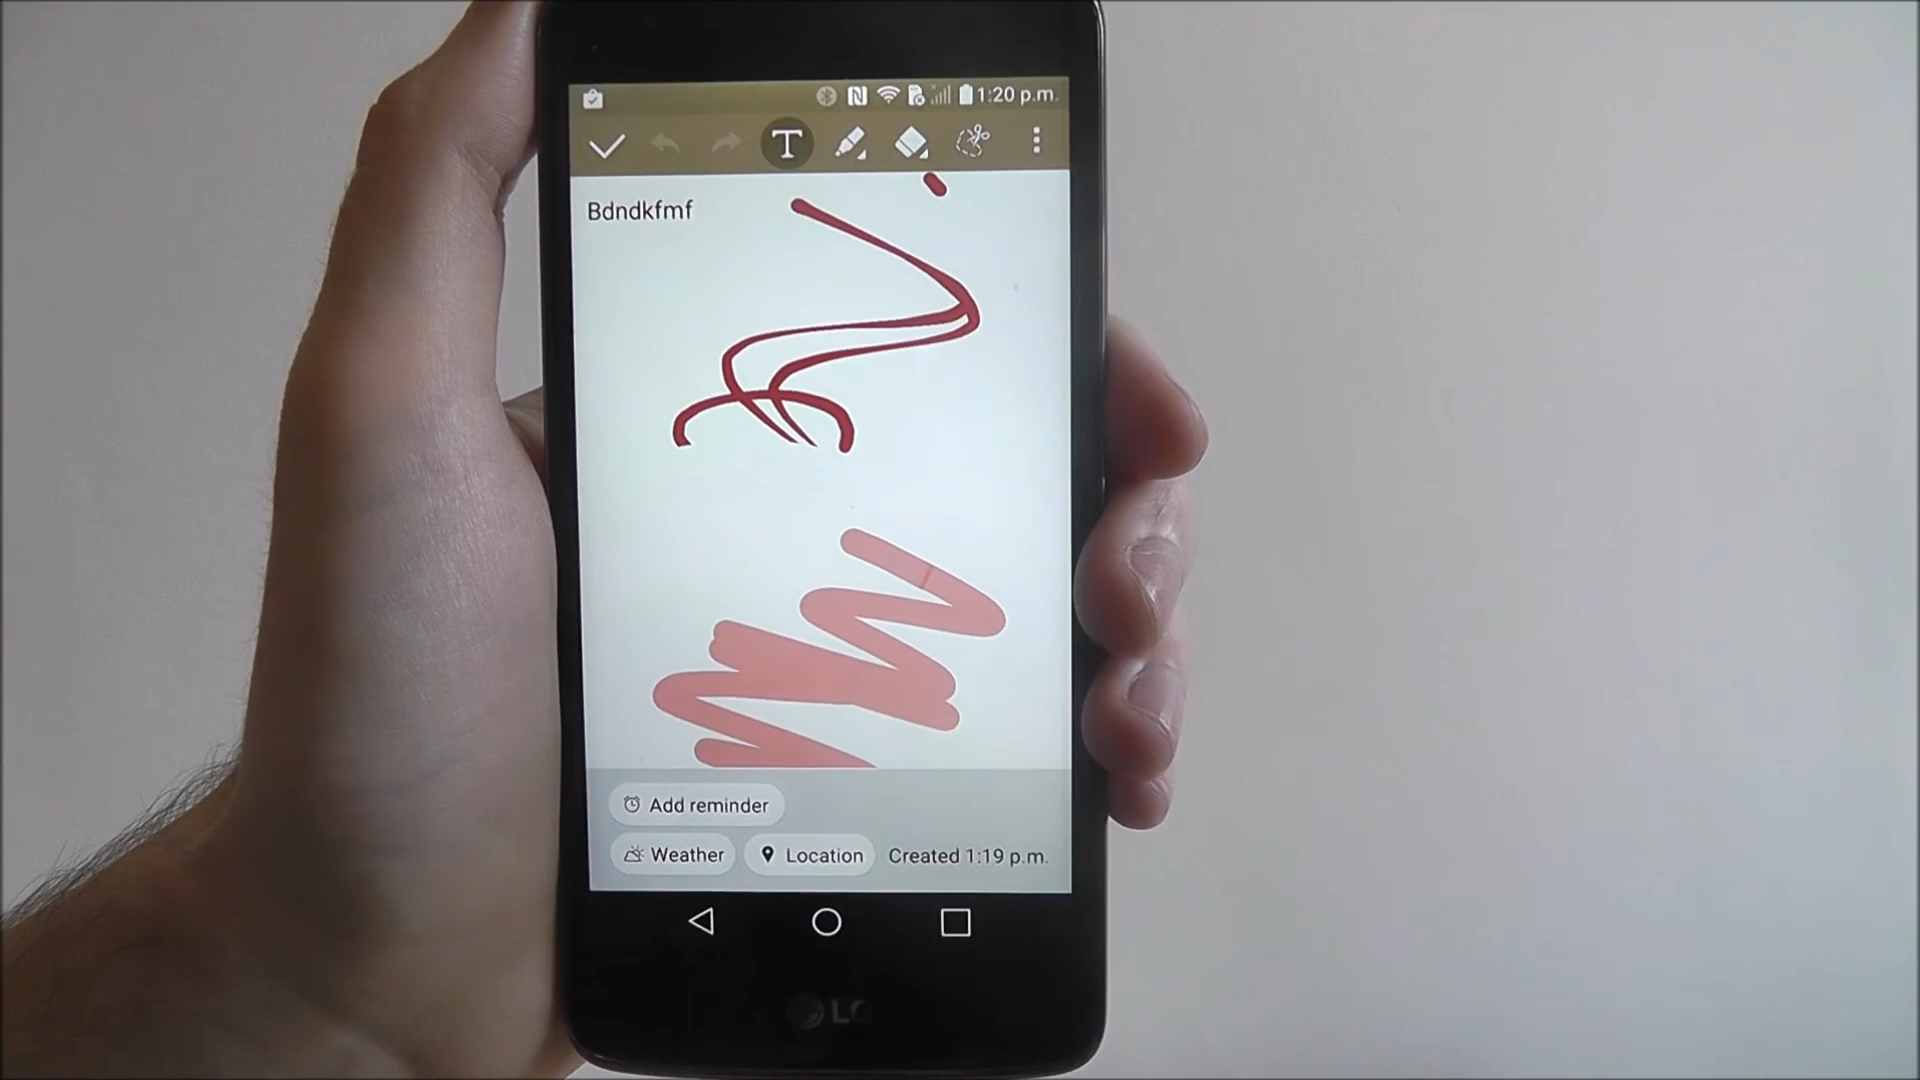 1:20 p.m.
T
Bdndkfmf
Add reminder
Weather
Location
Created 1:19 p.m.
LG